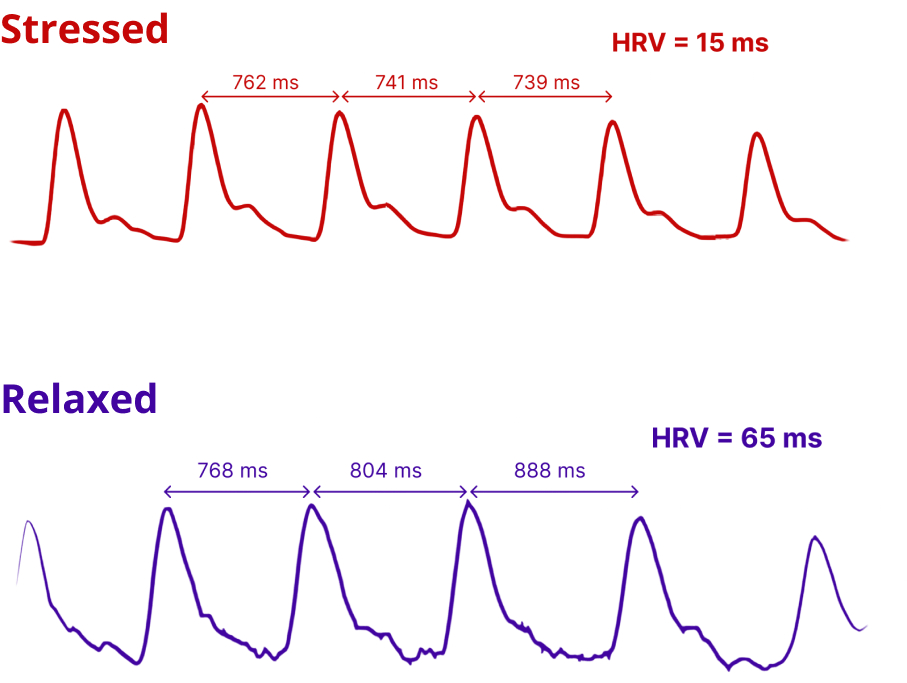 Stressed
HRV = 15 ms
762 ms 741 ms 739 ms
Relaxed
HRV = 65 ms
768 ms 804 ms 888 ms